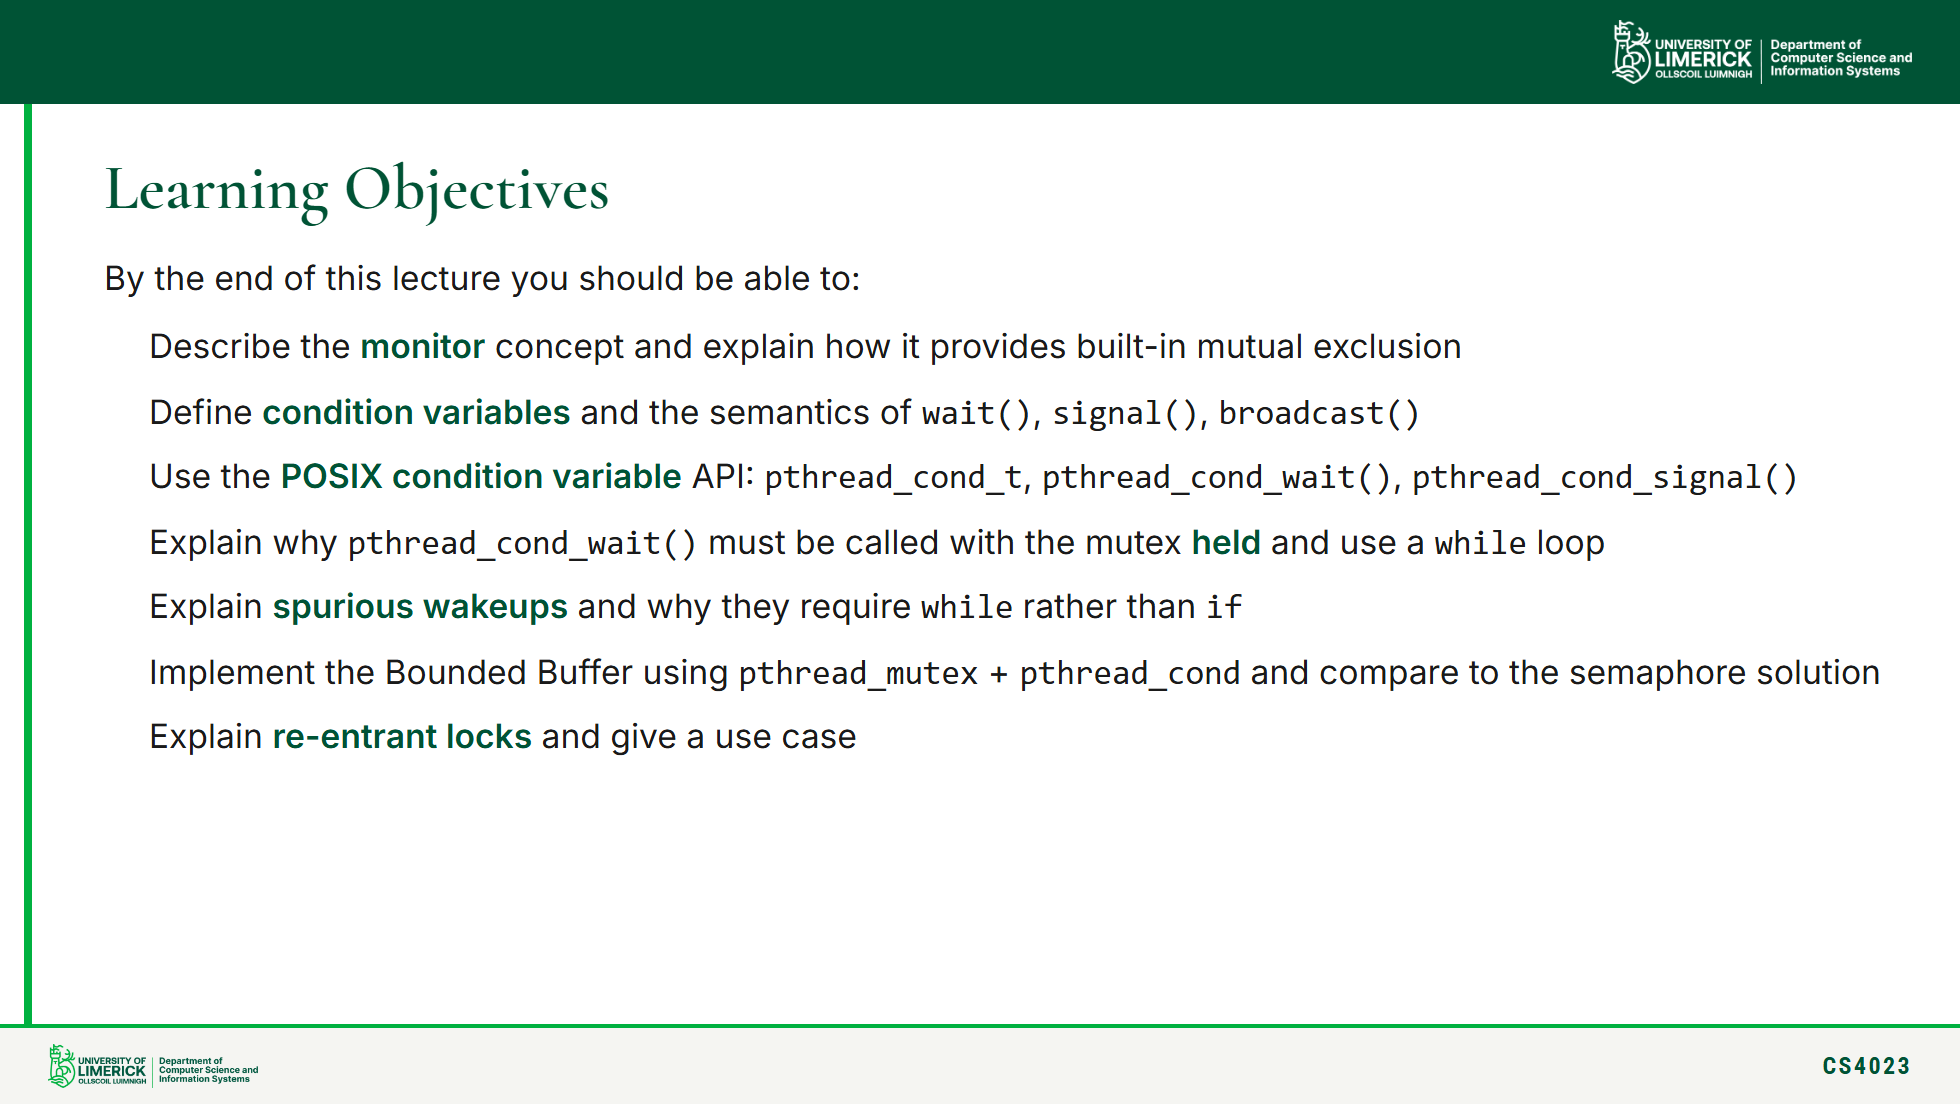 UNIVERSITY OF
LIMERICK
OLLSCOIL LUIMNIGH
Department of
Computer Science and
Information Systems
Learning Objectives
By the end of this lecture you should be able to:
Describe the monitor concept and explain how it provides built-in mutual exclusion
Define condition variables and the semantics of wait(), signal(), broadcast()
Use the POSIX condition variable API: pthread_cond_t, pthread_cond_wait(), pthread_cond_signal()
Explain why pthread_cond_wait() must be called with the mutex held and use a while loop
Explain spurious wakeups and why they require while rather than if
Implement the Bounded Buffer using pthread_mutex + pthread_cond and compare to the semaphore solution
Explain re-entrant locks and give a use case
UNIVERSITY OF
LIMERICK
OLLSCOIL LUIMNIGH
Department of
Computer Science and
Information Systems
CS4023